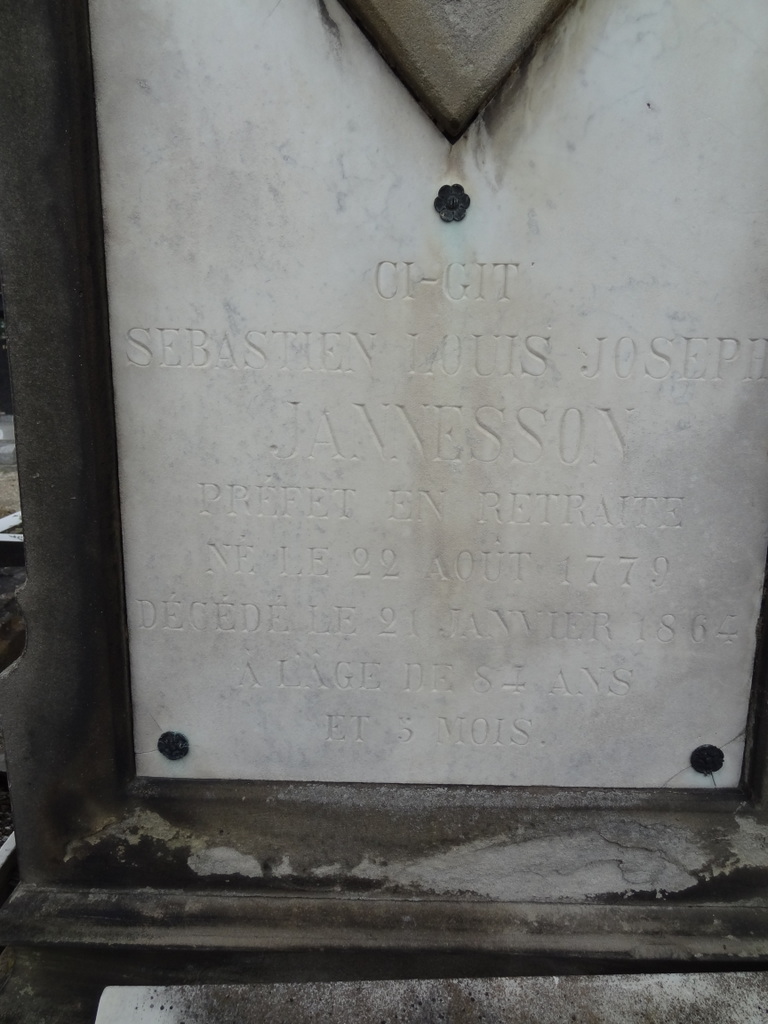 CI-GIT
SEBASTIEN LOUIS JOSEPH
JANNESSON
PRÉFET EN RETRAITE
NÉ LE 22 AOÛT 1779
DÉCÉDÉ LE 21 JANVIER 1864
A L'AGE DE 84 ANS
ET 5 MOIS.